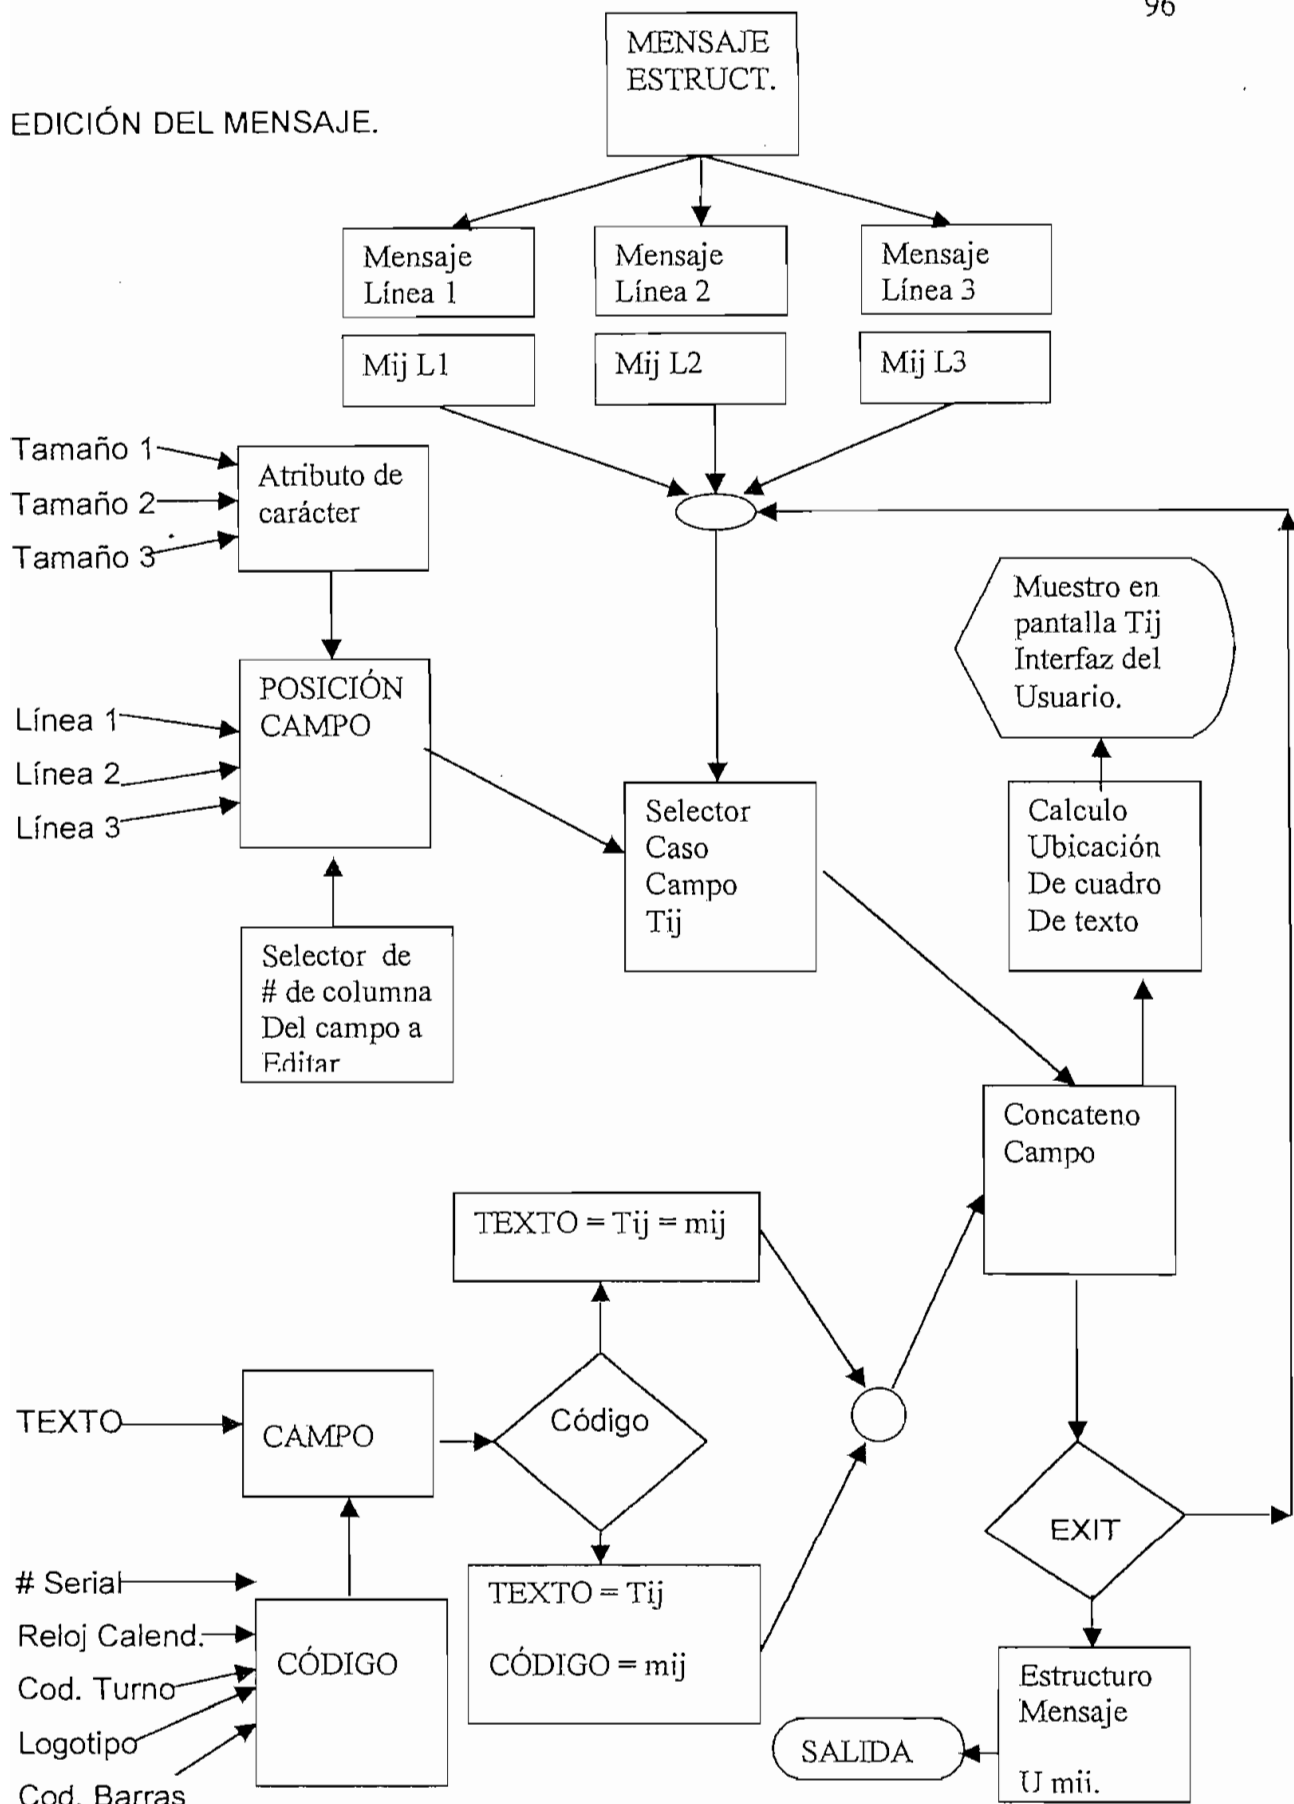 96
MENSAJE
ESTRUCT.
EDICIÓN DEL MENSAJE.
Mensaje
Línea 1
Mensaje
Línea 2
Mensaje
Línea 3
Mij L1
Mij L2
Mij L3
Tamaño 1
Tamaño 2
Tamaño 3
Atributo de
carácter
Muestro en
pantalla Tij
Interfaz del
Usuario.
POSICIÓN
CAMPO
Línea 1
Línea 2
Línea 3
Selector
Caso
Campo
Tij
Calculo
Ubicación
De cuadro
De texto
Selector de
# de columna
Del campo a
Editar
Concateno
Campo
TEXTO = Tij = mij
TEXTO
CAMPO
Código
EXIT
# Serial
Reloj Calend.
Cod. Turno
Logotipo
Cod. Barras
CÓDIGO
TEXTO = Tij
CÓDIGO = mij
Estructuro
Mensaje
U mij.
SALIDA